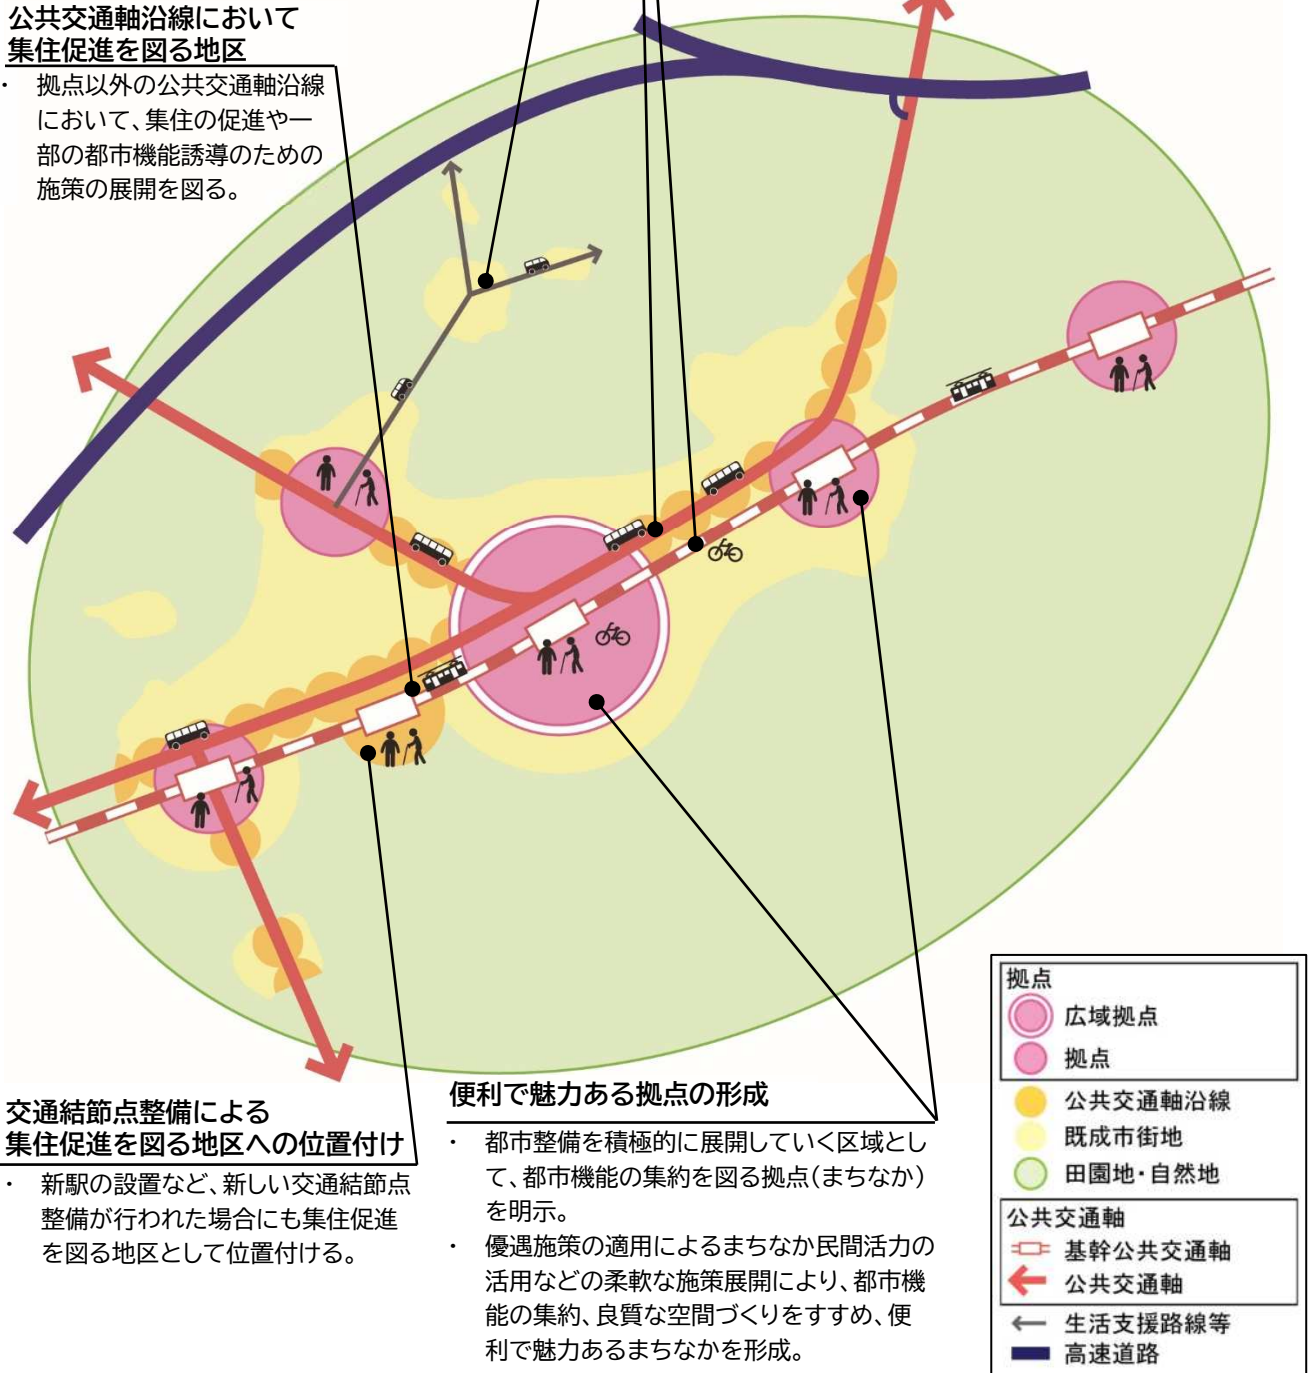 公共交通軸沿線において
集住促進を図る地区
・ 拠点以外の公共交通軸沿線
において、集住の促進や一
部の都市機能誘導のための
施策の展開を図る。
交通結節点整備による
集住促進を図る地区への位置付け
・ 新駅の設置など、新しい交通結節点
整備が行われた場合にも集住促進
を図る地区として位置付ける。
便利で魅力ある拠点の形成
・ 都市整備を積極的に展開していく区域とし
て、都市機能の集約を図る拠点(まちなか)
を明示。
・ 優遇施策の適用によるまちなか民間活力の
活用などの柔軟な施策展開により、都市機
能の集約、良質な空間づくりをすすめ、便
利で魅力あるまちなかを形成。
拠点
広域拠点
拠点
公共交通軸沿線
既成市街地
田園地・自然地
公共交通軸
基幹公共交通軸
公共交通軸
生活支援路線等
高速道路